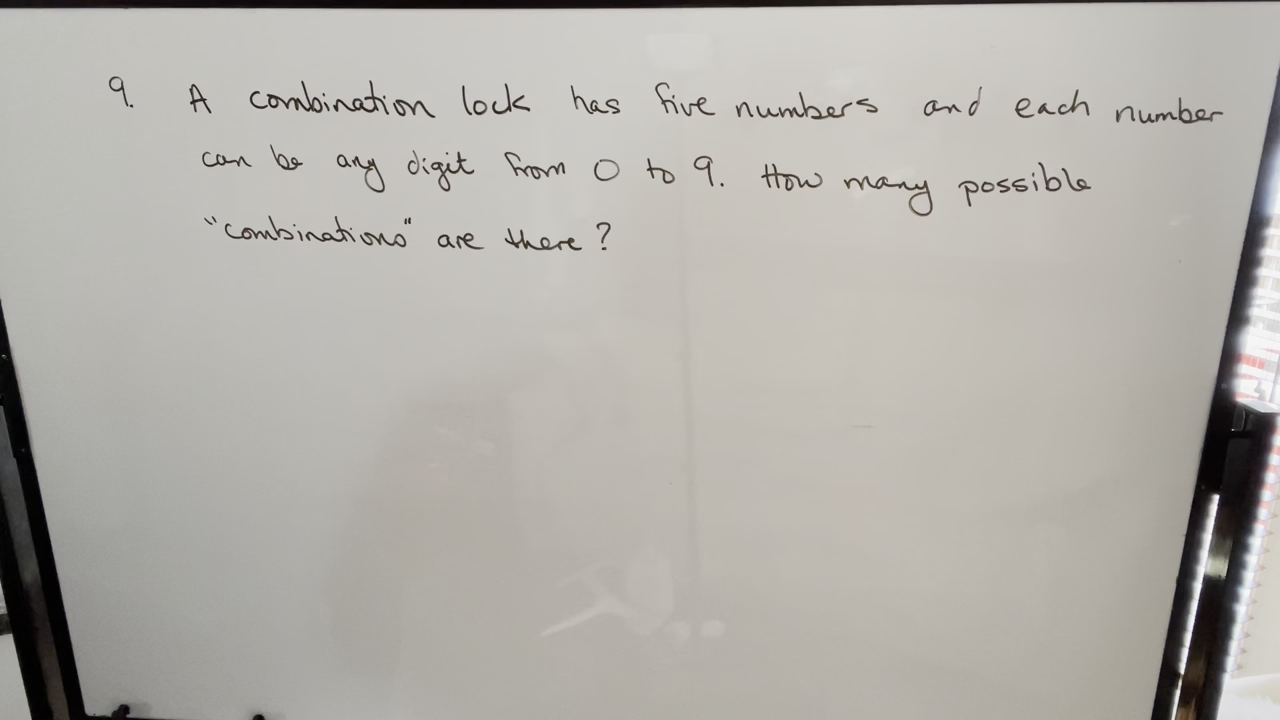 9. A combination lock has five numbers and each number
can be any digit from 0 to 9. How many possible
"combinations" are there?